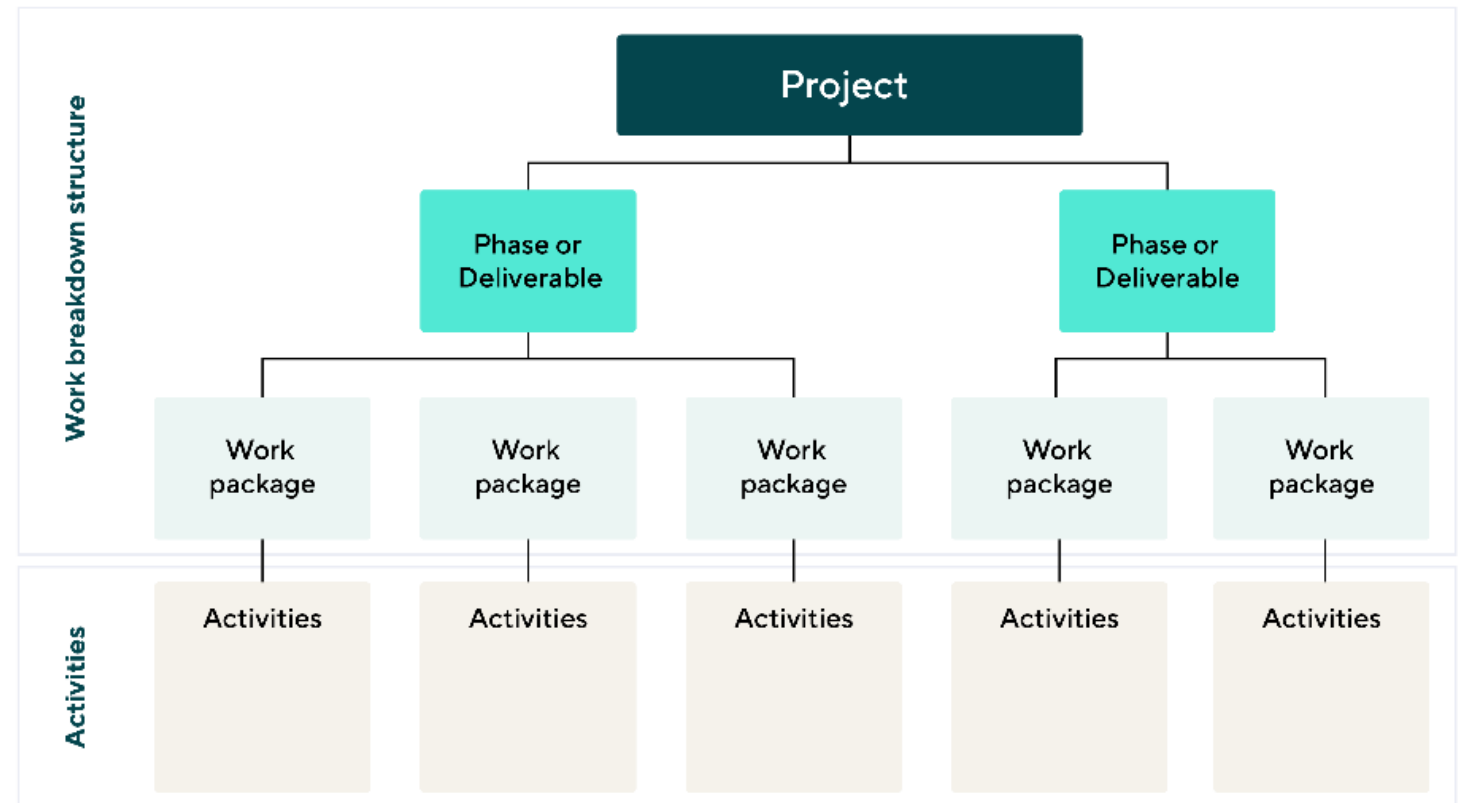 Work breakdown structure
Project
Phase or
Deliverable
Phase or
Deliverable
Work
package
Work
package
Work
package
Work
package
Work
package
Activities
Activities
Activities
Activities
Activities
Activities